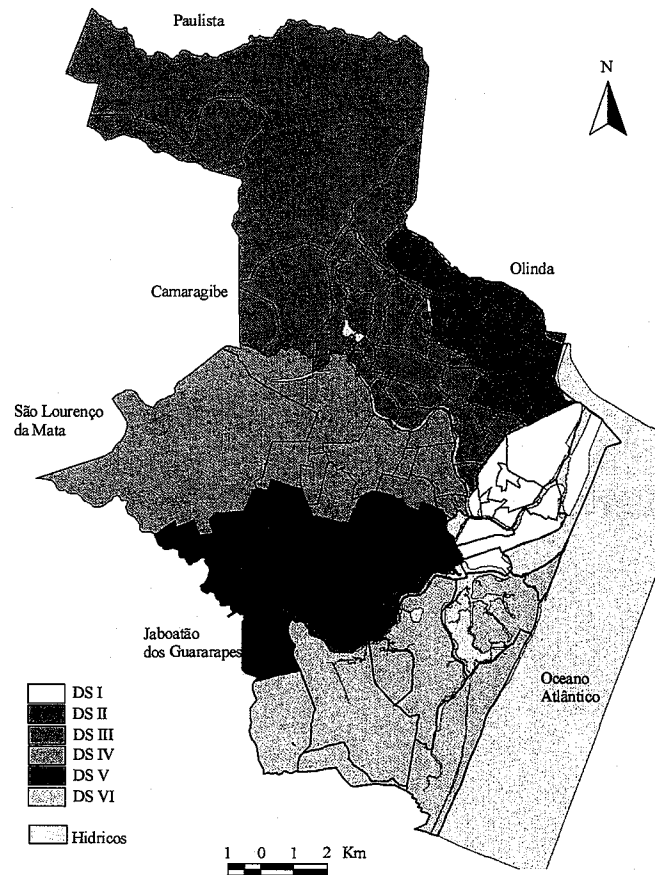 Paulista
N
Olinda
Camaragibe
São Lourenço
da Mata
Jaboatão
dos Guararapes
Oceano
Atlântico
DS I
DS II
DS III
DS IV
DS V
DS VI
Hidricos
1 0 1 2 Km